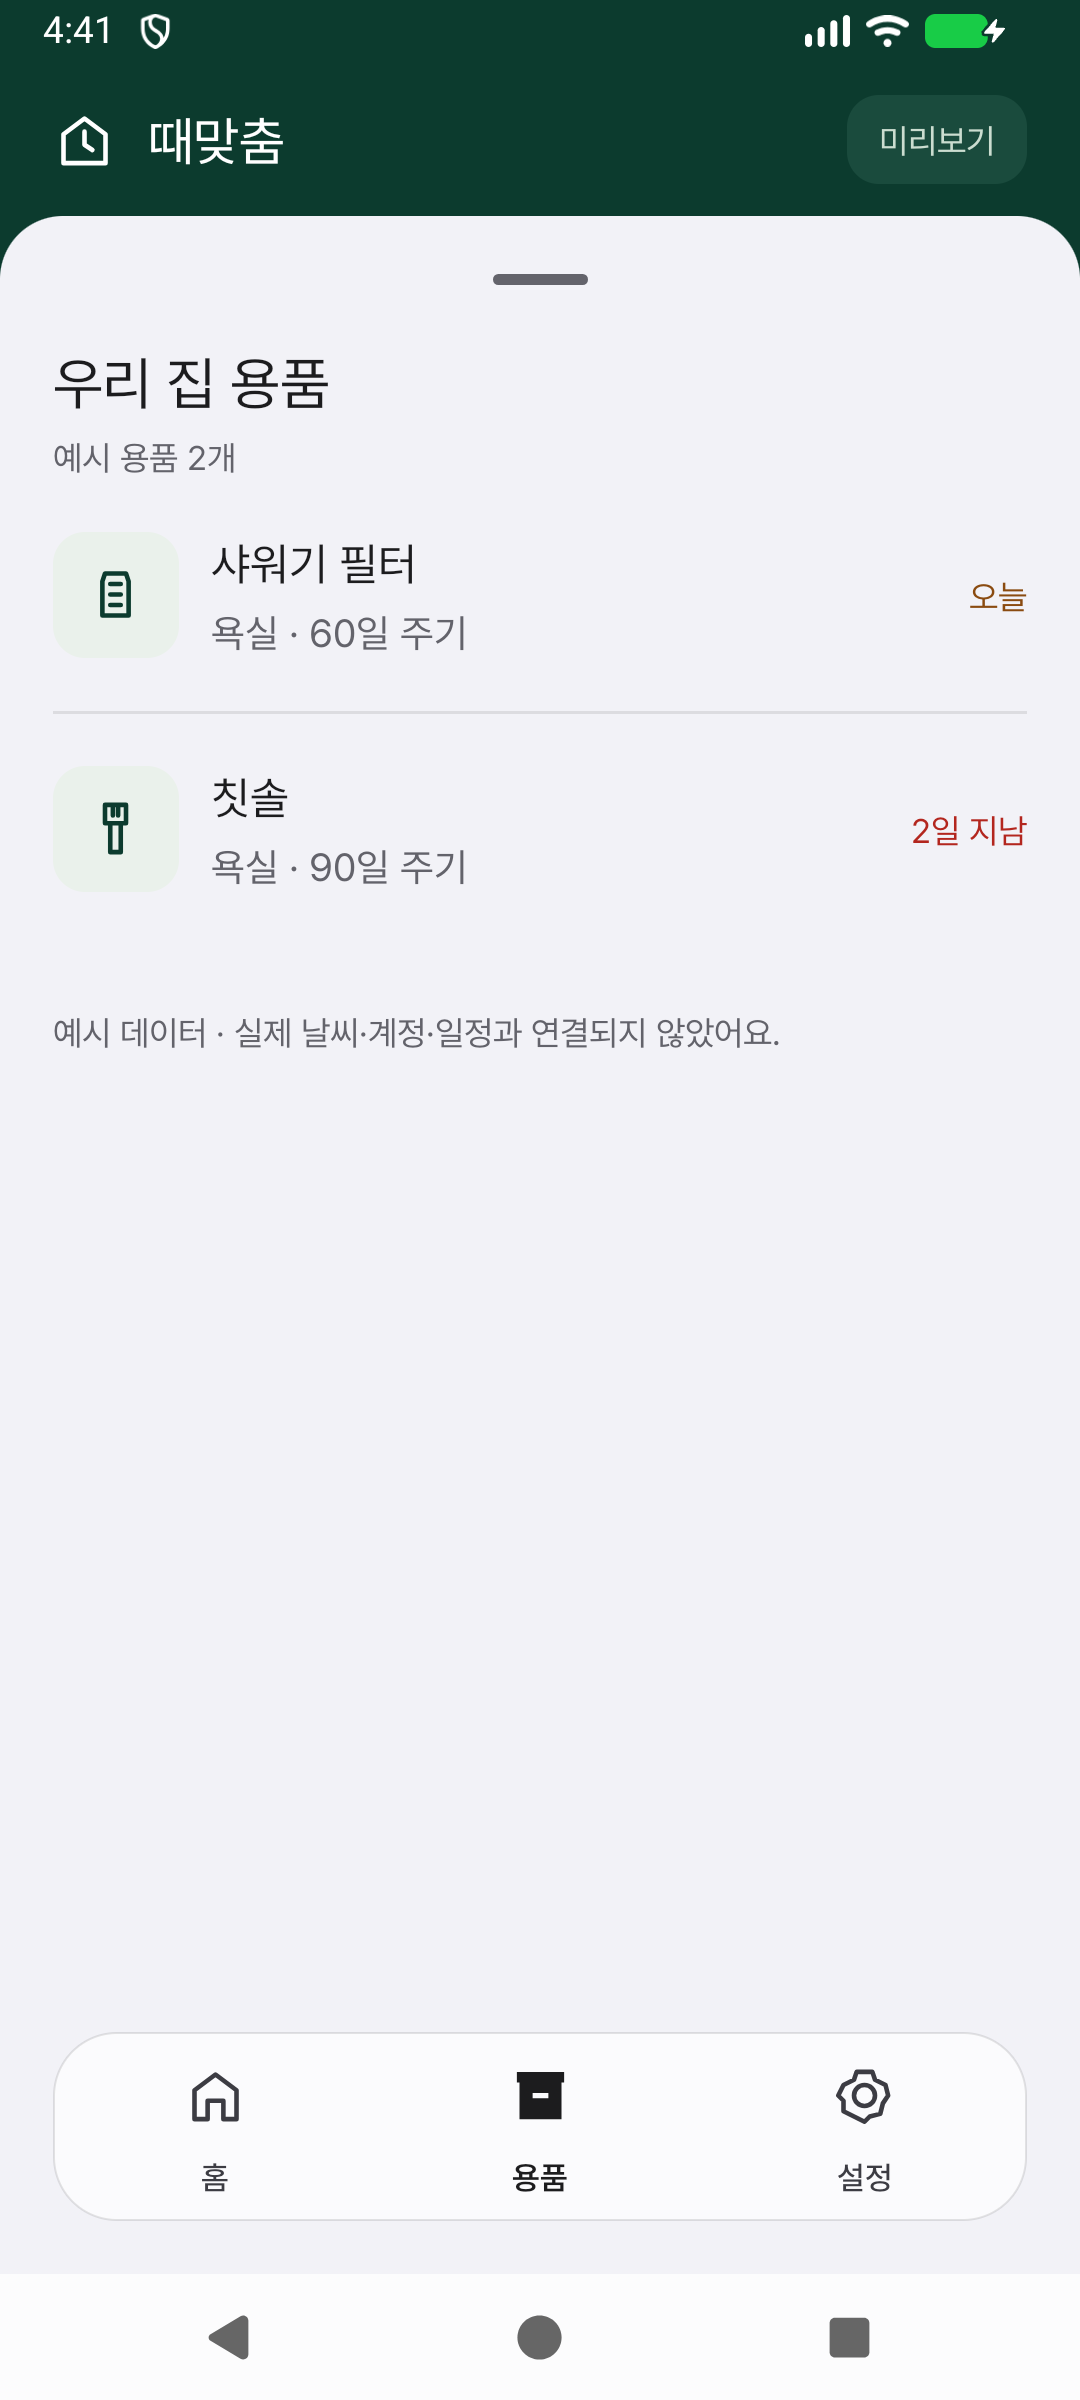 4:41
때맞춤
미리보기
우리 집 용품
예시 용품 2개
샤워기 필터
욕실 · 60일 주기
오늘
칫솔
욕실 · 90일 주기
2일 지남
예시 데이터 · 실제 날씨·계정·일정과 연결되지 않았어요.
홈
용품
설정